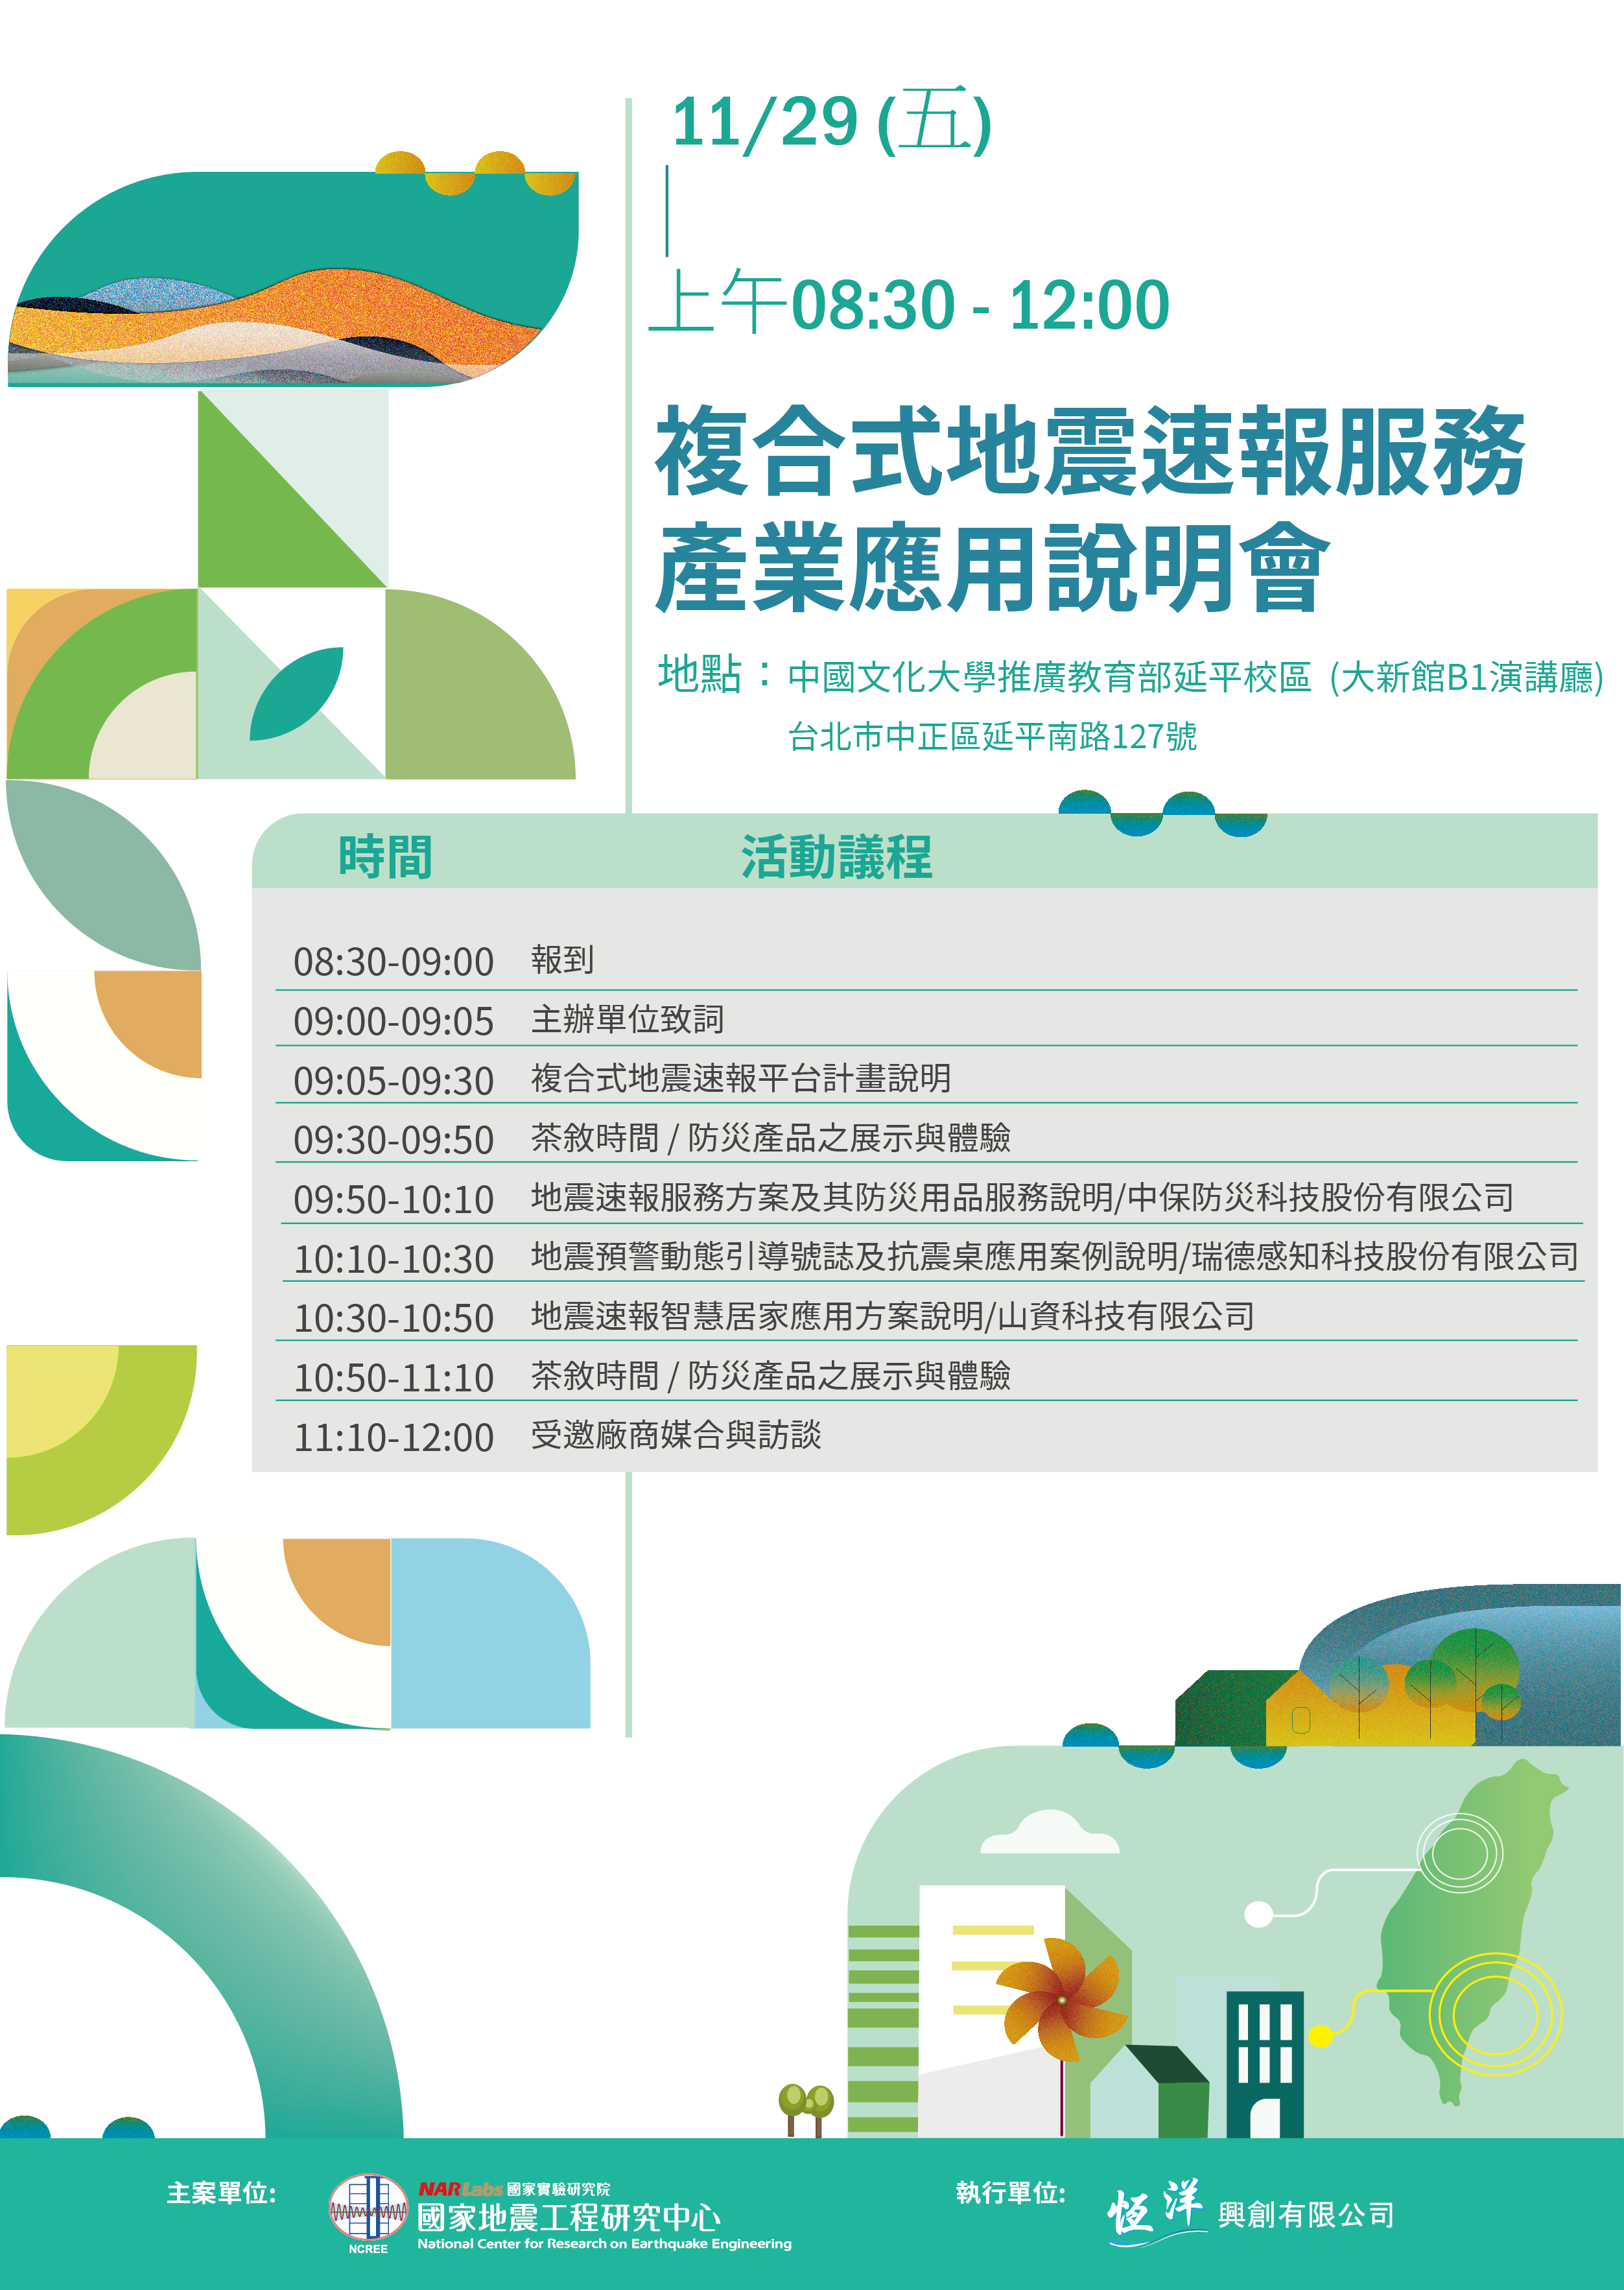 11/29 (五)
上午08:30 - 12:00
複合式地震速報服務
產業應用說明會
地點：中國文化大學推廣教育部延平校區 (大新館B1演講廳)
台北市中正區延平南路127號
時間 活動議程
08:30-09:00 報到
09:00-09:05 主辦單位致詞
09:05-09:30 複合式地震速報平台計畫說明
09:30-09:50 茶敘時間 / 防災產品之展示與體驗
09:50-10:10 地震速報服務方案及其防災用品服務說明/中保防災科技股份有限公司
10:10-10:30 地震預警動態引導號誌及抗震桌應用案例說明/瑞德感知科技股份有限公司
10:30-10:50 地震速報智慧居家應用方案說明/山資科技有限公司
10:50-11:10 茶敘時間 / 防災產品之展示與體驗
11:10-12:00 受邀廠商媒合與訪談
主案單位:
NCREE
NARLabs 國家實驗研究院
國家地震工程研究中心
National Center for Research on Earthquake Engineering
執行單位:
恆洋 興創有限公司